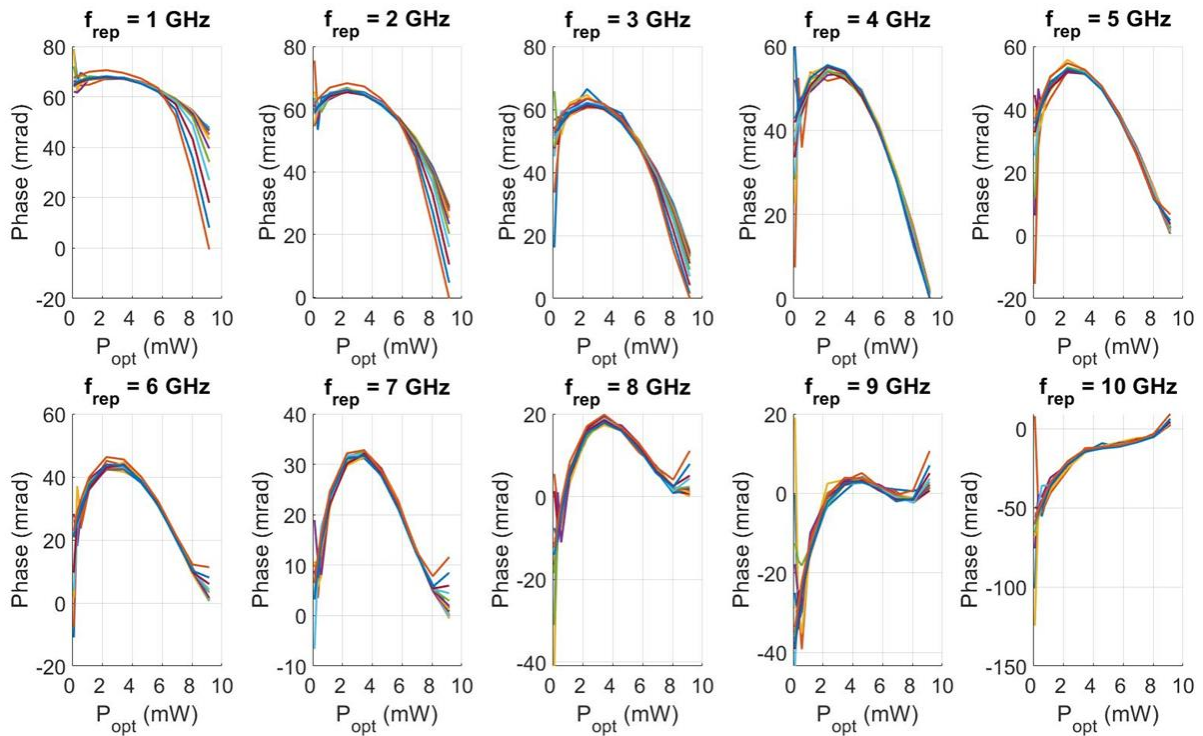 f_rep = 1 GHz
80
60
40
20
0
-20
Phase (mrad)
0 2 4 6 8 10
P_opt (mW)
f_rep = 2 GHz
80
60
40
20
0
Phase (mrad)
0 2 4 6 8 10
P_opt (mW)
f_rep = 3 GHz
80
60
40
20
0
Phase (mrad)
0 2 4 6 8 10
P_opt (mW)
f_rep = 4 GHz
60
40
20
0
Phase (mrad)
0 2 4 6 8 10
P_opt (mW)
f_rep = 5 GHz
60
40
20
0
-20
Phase (mrad)
0 2 4 6 8 10
P_opt (mW)
f_rep = 6 GHz
60
40
20
0
-20
Phase (mrad)
0 2 4 6 8 10
P_opt (mW)
f_rep = 7 GHz
40
30
20
10
0
-10
Phase (mrad)
0 2 4 6 8 10
P_opt (mW)
f_rep = 8 GHz
20
0
-20
-40
Phase (mrad)
0 2 4 6 8 10
P_opt (mW)
f_rep = 9 GHz
20
0
-20
-40
Phase (mrad)
0 2 4 6 8 10
P_opt (mW)
f_rep = 10 GHz
0
-50
-100
-150
Phase (mrad)
0 2 4 6 8 10
P_opt (mW)